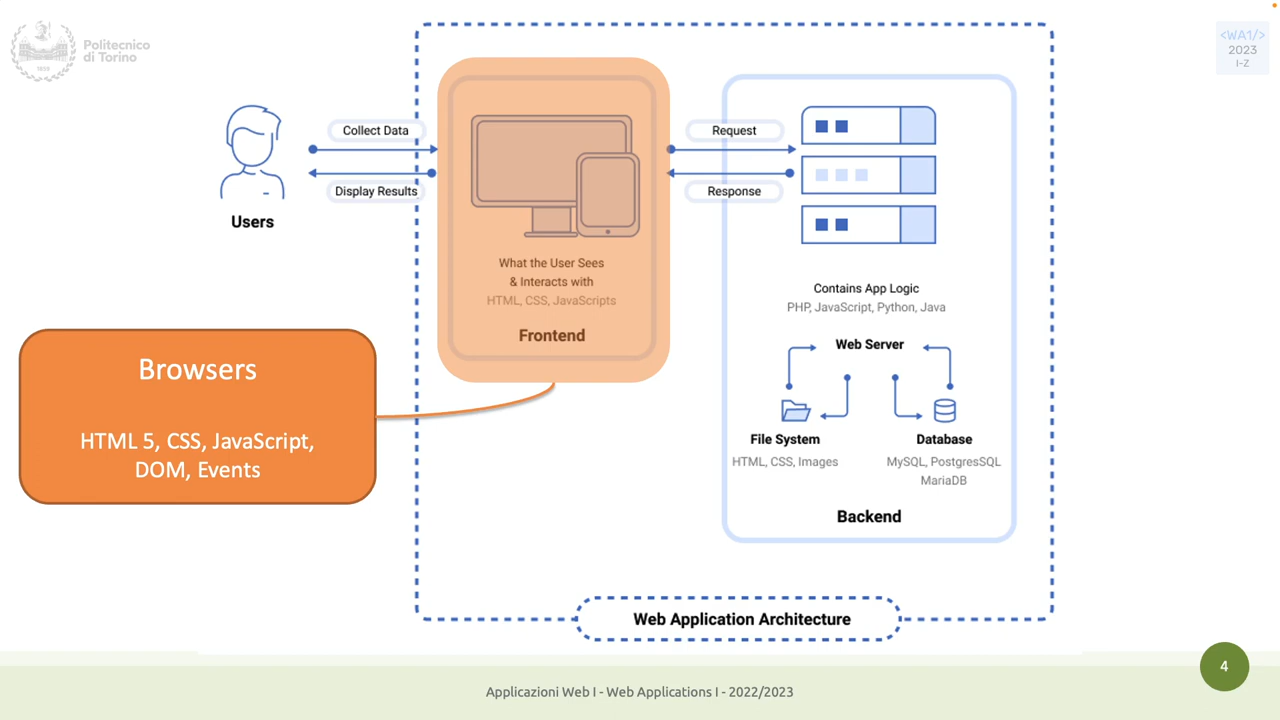 Politecnico
di Torino
1859
<WA1/>
2023
I-Z
Collect Data
Display Results
Users
Request
Response
What the User Sees
& Interacts with
HTML, CSS, JavaScripts
Frontend
Contains App Logic
PHP, JavaScript, Python, Java
Web Server
File System
HTML, CSS, Images
Database
MySQL, PostgresSQL
MariaDB
Backend
Browsers
HTML 5, CSS, JavaScript,
DOM, Events
Web Application Architecture
4
Applicazioni Web I - Web Applications I - 2022/2023